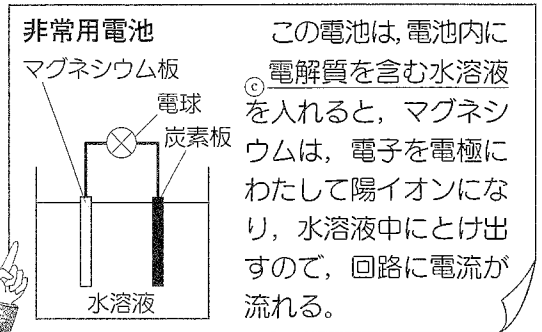 非常用電池
マグネシウム板
電球
炭素板
水溶液
この電池は,電池内に
ⓒ電解質を含む水溶液
を入れると，マグネシ
ウムは，電子を電極に
わたして陽イオンにな
り，水溶液中にとけ出
すので，回路に電流が
流れる。